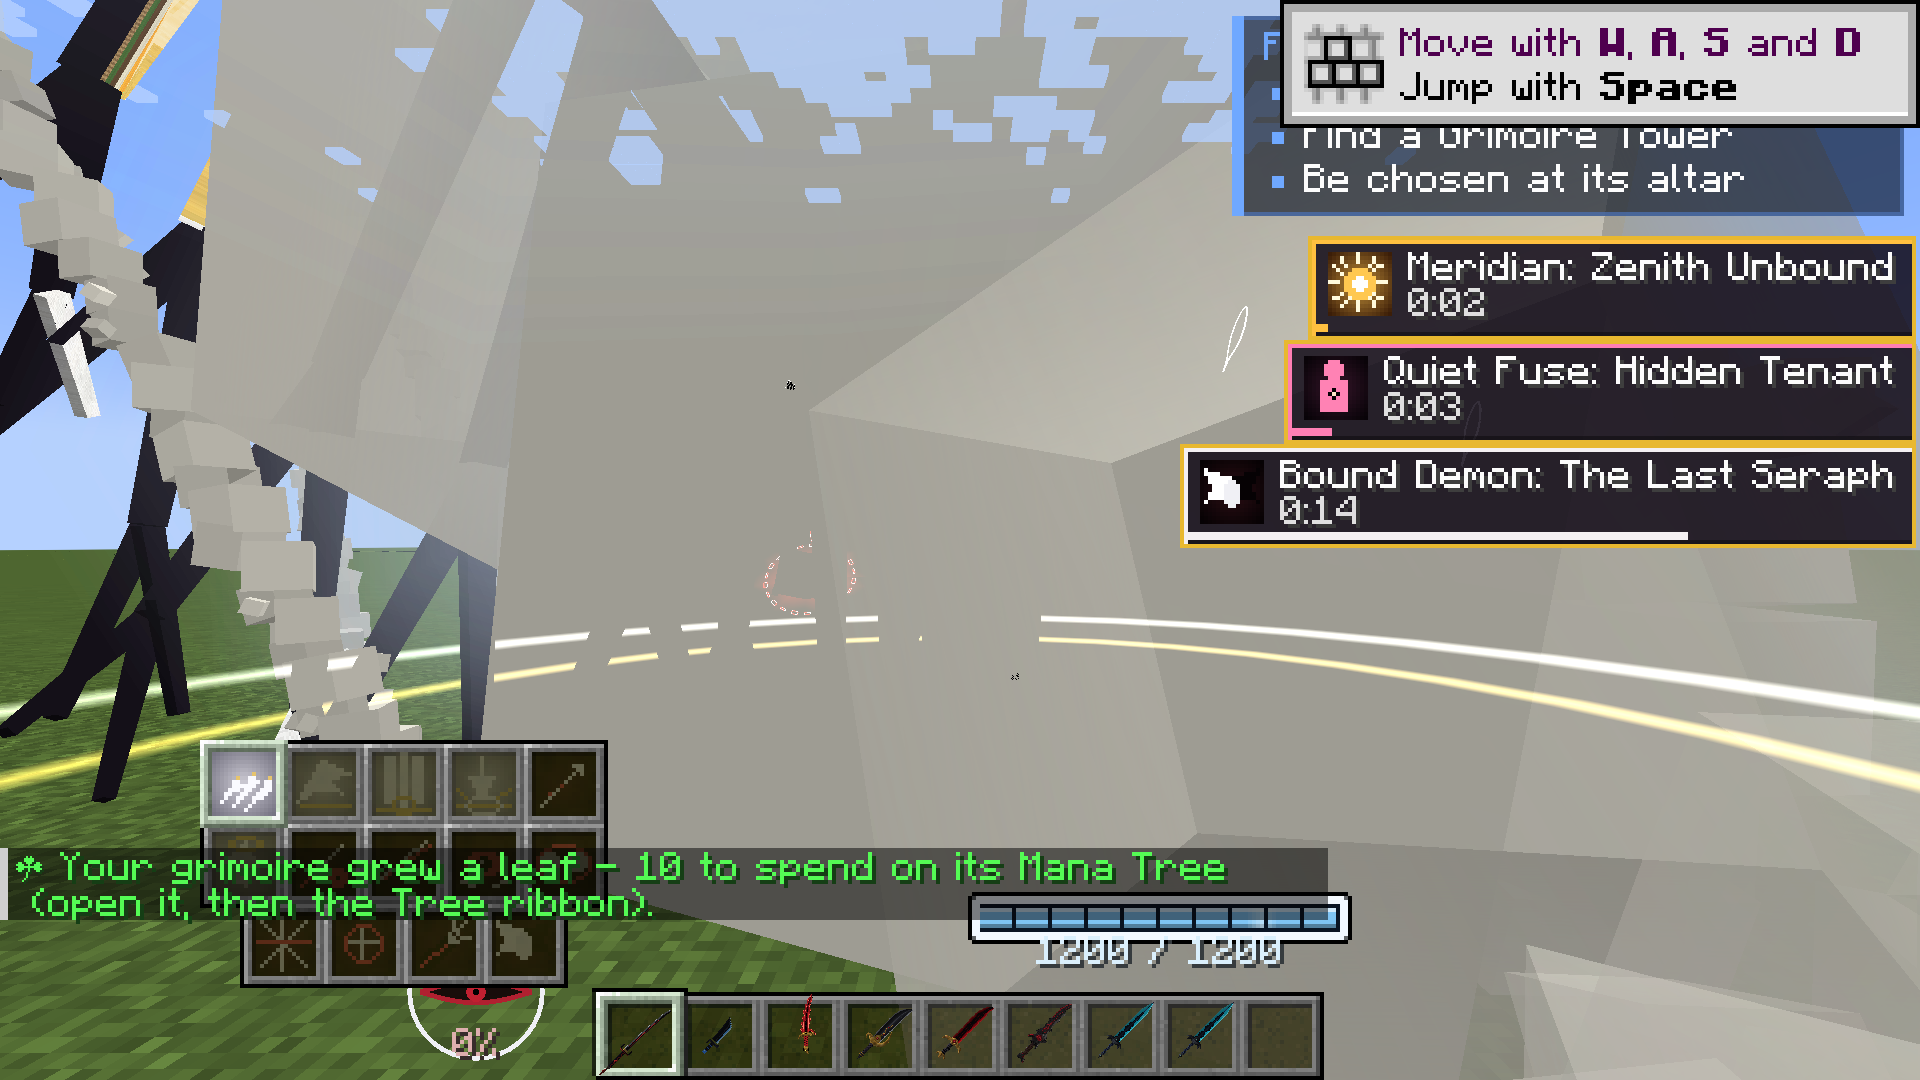 Move with W, A, S and D
Jump with Space
F
Find a Grimoire Tower
Be chosen at its altar
Meridian: Zenith Unbound
0:02
Quiet Fuse: Hidden Tenant
0:03
Bound Demon: The Last Seraph
0:14
Your grimoire grew a leaf – 10 to spend on its Mana Tree
(open it, then the Tree ribbon).
1200 / 1200
0%